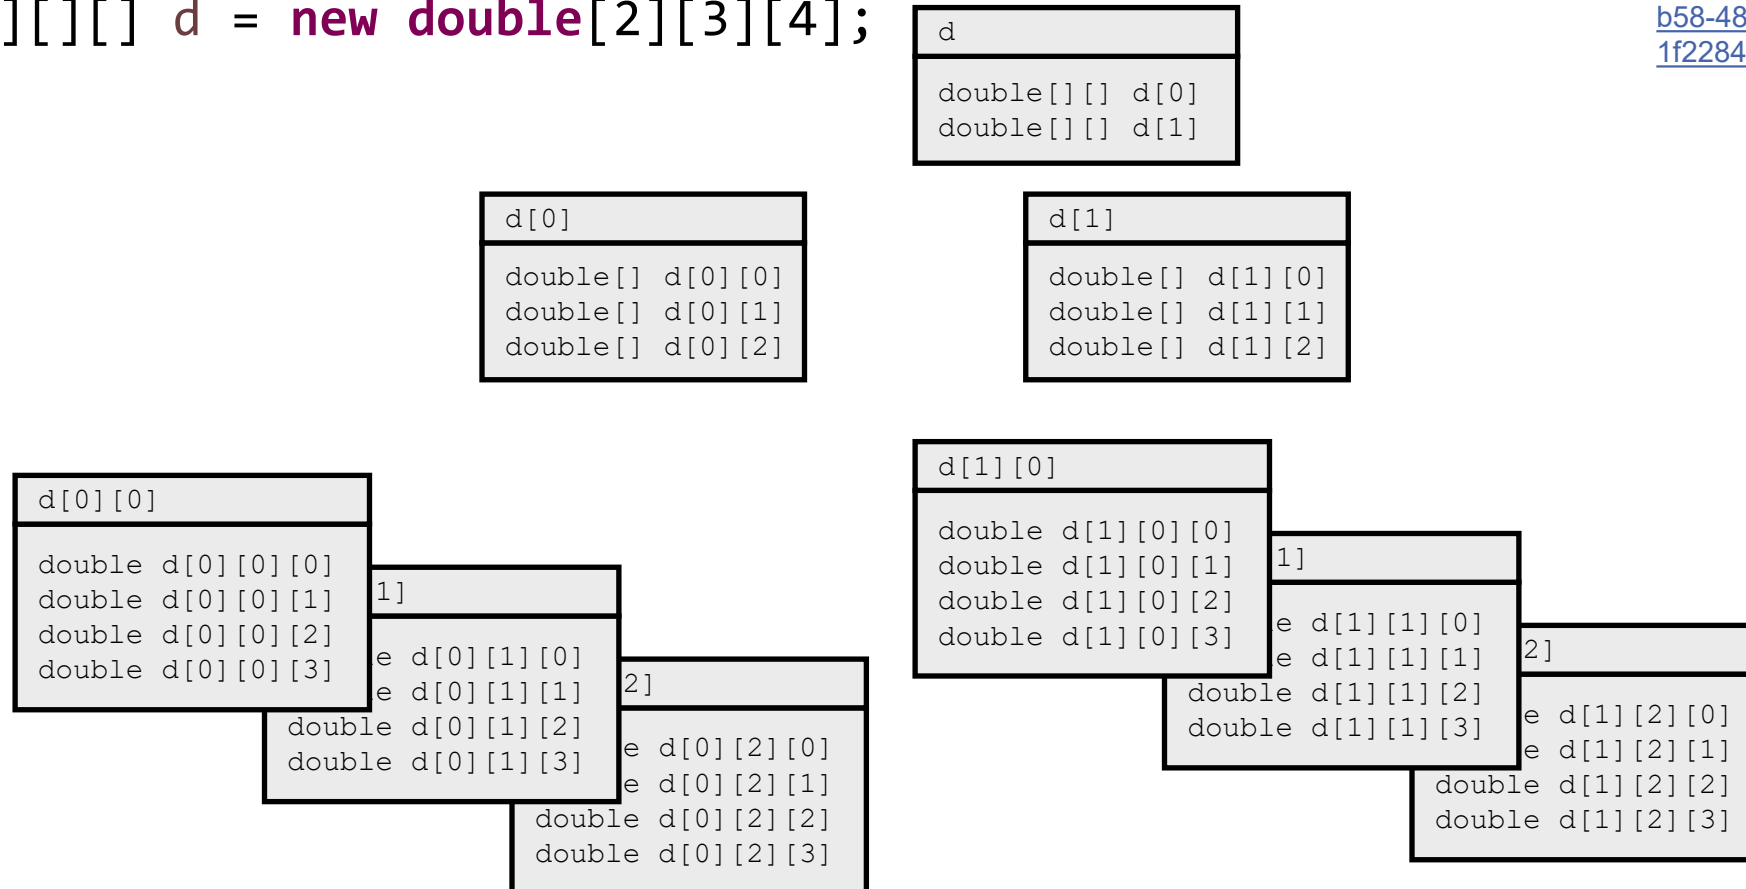 ][][] d = new double[2][3][4];
b58-48
1f2284
d
double[][] d[0]
double[][] d[1]
d[0]
double[] d[0][0]
double[] d[0][1]
double[] d[0][2]
d[1]
double[] d[1][0]
double[] d[1][1]
double[] d[1][2]
d[0][0]
double d[0][0][0]
double d[0][0][1]
double d[0][0][2]
double d[0][0][3]
1]
e d[0][1][0]
e d[0][1][1]
double d[0][1][2]
double d[0][1][3]
2]
e d[0][2][0]
e d[0][2][1]
double d[0][2][2]
double d[0][2][3]
d[1][0]
double d[1][0][0]
double d[1][0][1]
double d[1][0][2]
double d[1][0][3]
1]
e d[1][1][0]
e d[1][1][1]
double d[1][1][2]
double d[1][1][3]
2]
e d[1][2][0]
e d[1][2][1]
double d[1][2][2]
double d[1][2][3]